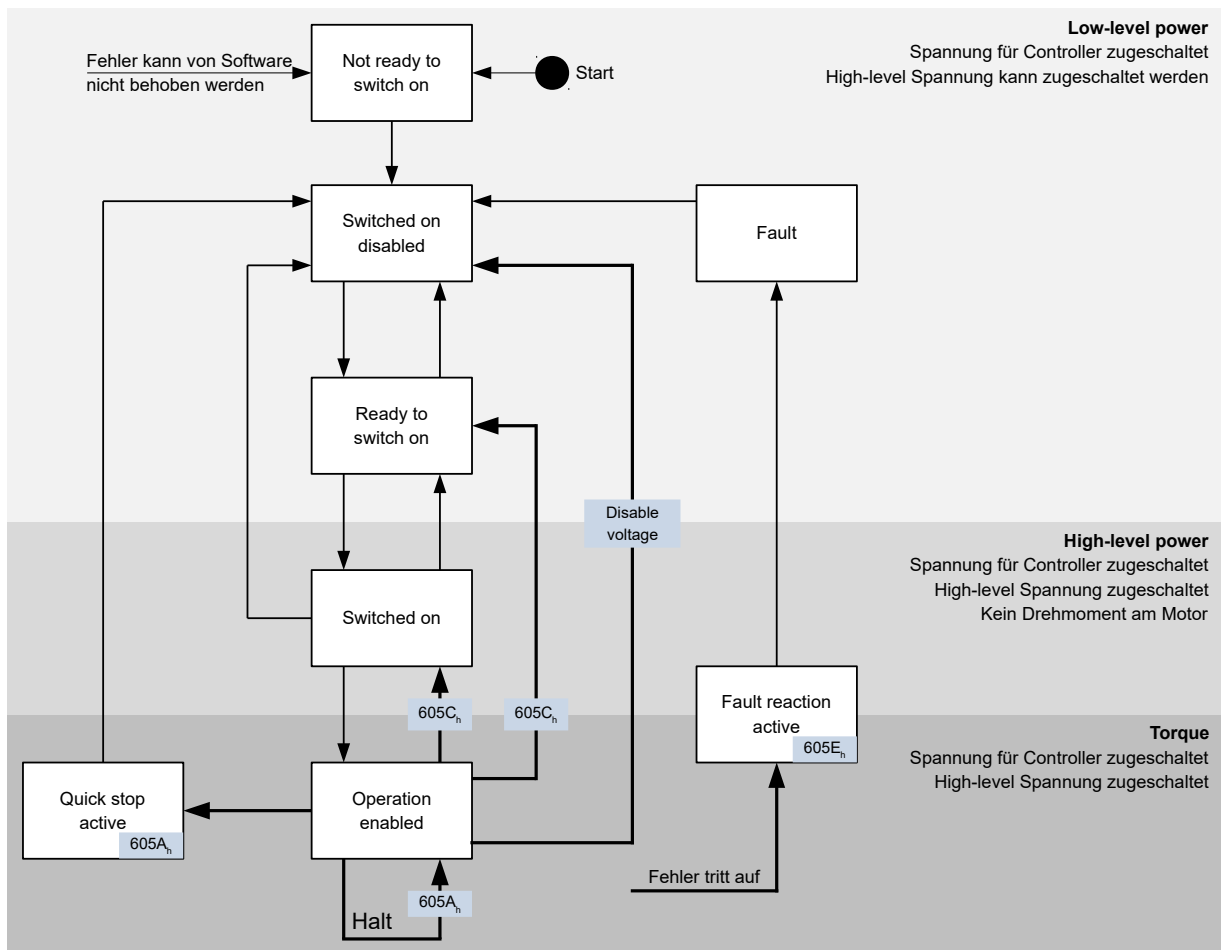 Low-level power
Spannung für Controller zugeschaltet
High-level Spannung kann zugeschaltet werden
Fehler kann von Software
nicht behoben werden
Not ready to
switch on
Start
Switched on
disabled
Fault
Ready to
switch on
Disable
voltage
High-level power
Spannung für Controller zugeschaltet
High-level Spannung zugeschaltet
Kein Drehmoment am Motor
Switched on
605Ch
605Ch
Fault reaction
active
605Eh
Torque
Spannung für Controller zugeschaltet
High-level Spannung zugeschaltet
Quick stop
active
605Ah
Operation
enabled
Fehler tritt auf
605Ah
Halt